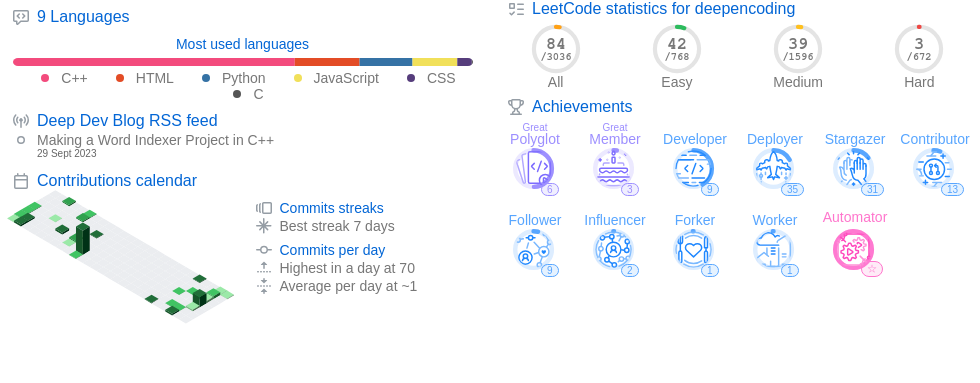 9 Languages
Most used languages
C++ HTML Python JavaScript CSS
C
Deep Dev Blog RSS feed
Making a Word Indexer Project in C++
29 Sept 2023
Contributions calendar
Commits streaks
Best streak 7 days
Commits per day
Highest in a day at 70
Average per day at ~1
LeetCode statistics for deepencoding
84 42 39 3
/3036 /768 /1596 /672
All Easy Medium Hard
Achievements
Great Great
Polyglot Member Developer Deployer Stargazer Contributor
6 3 9 35 31 13
Follower Influencer Forker Worker Automator
9 2 1 1 ☆